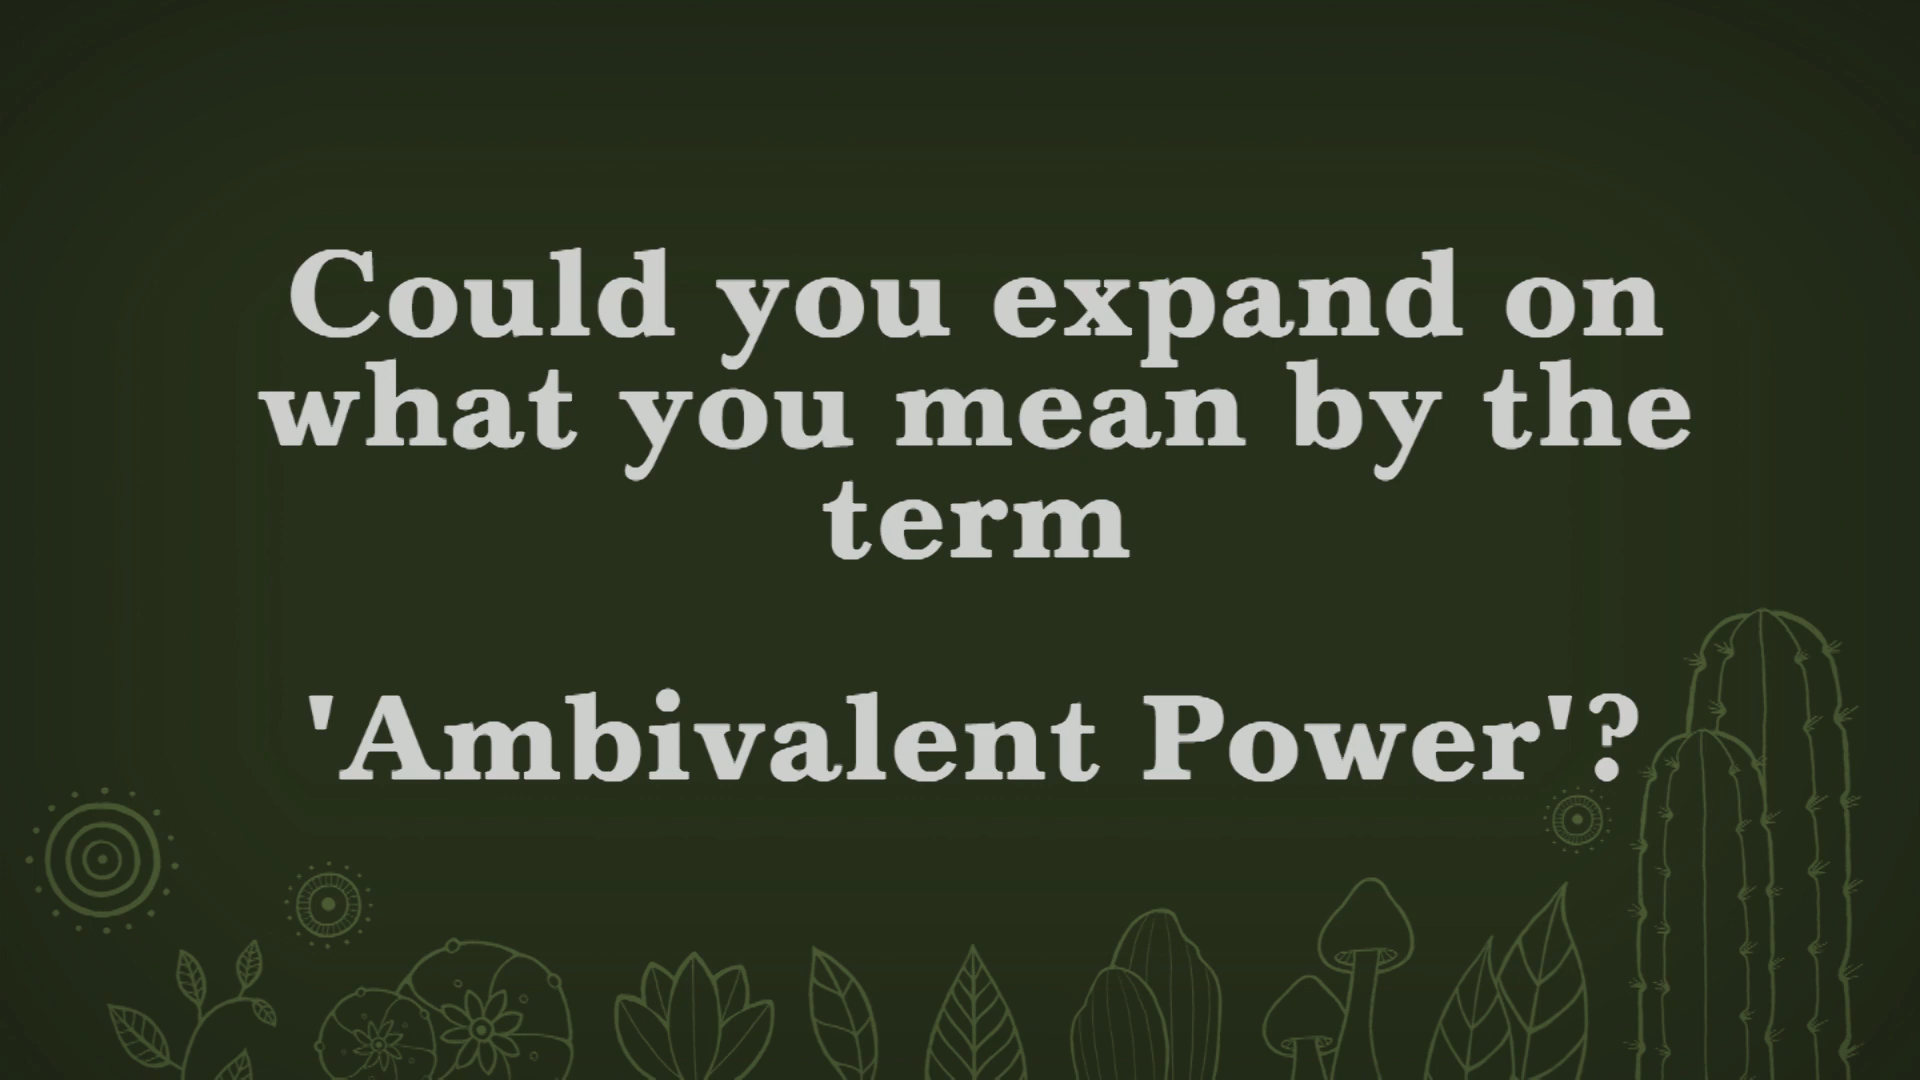 Could you expand on
what you mean by the
term
'Ambivalent Power'?